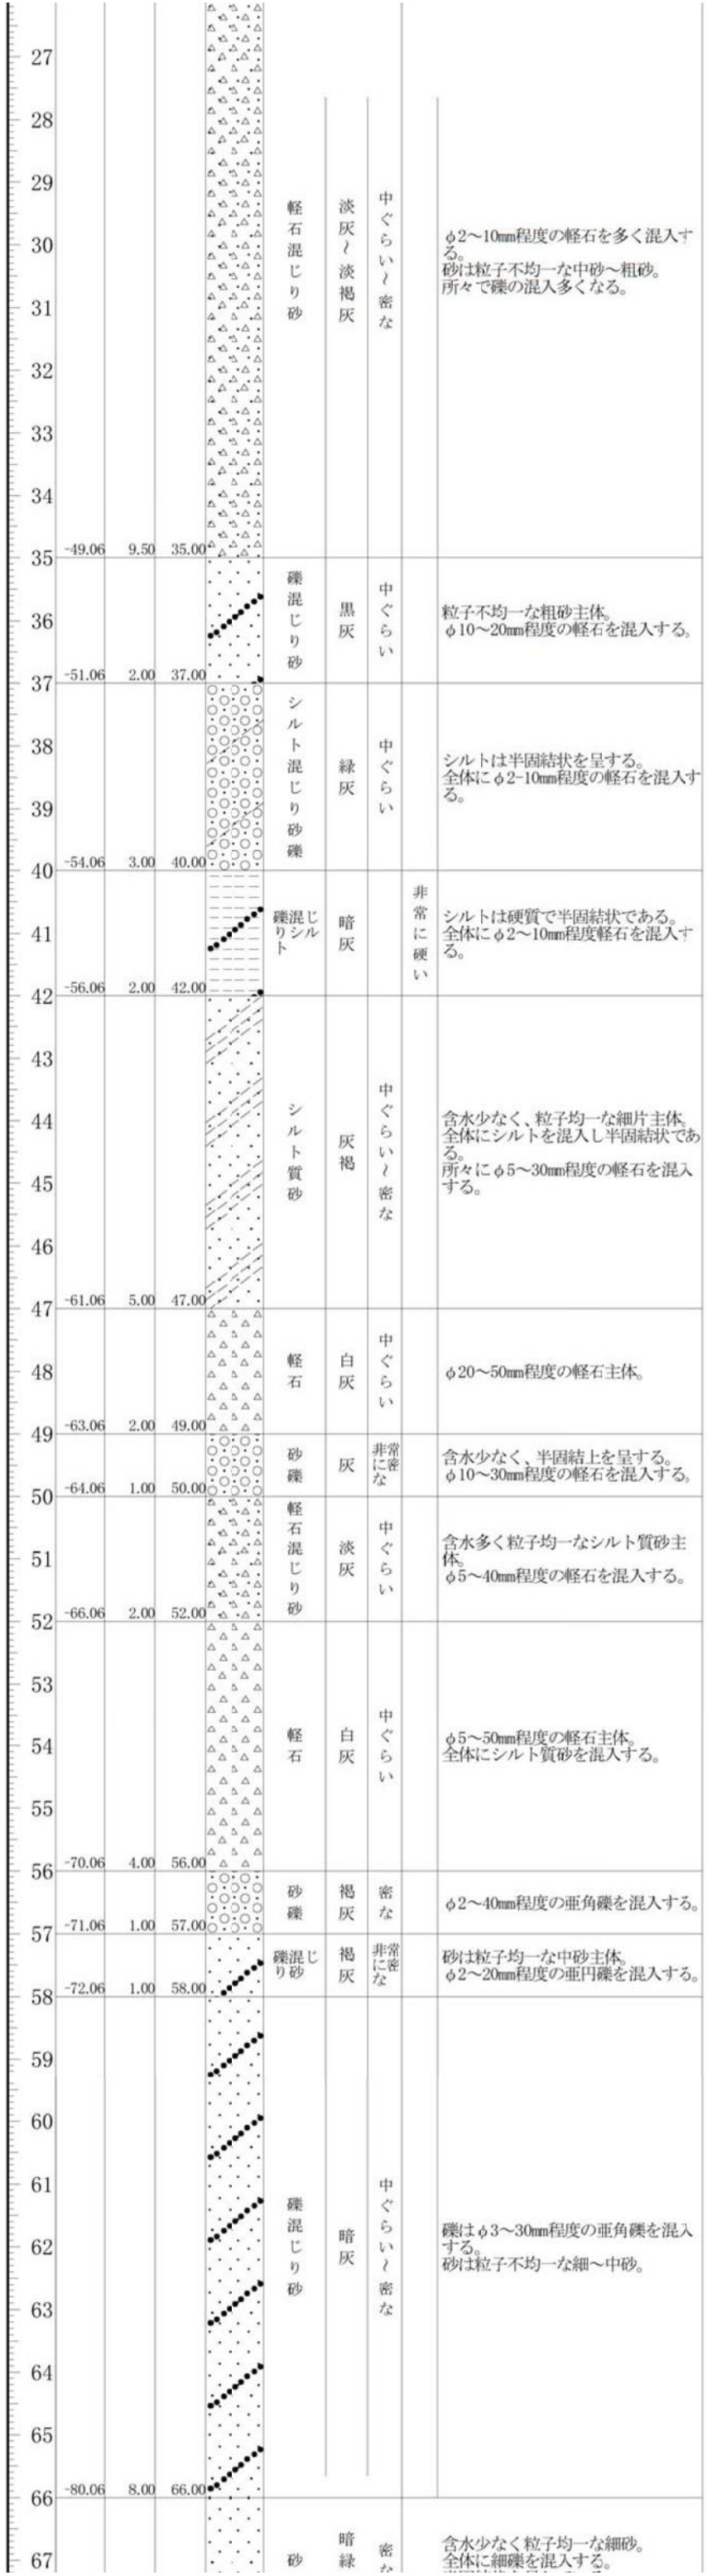 27
28
29
30
31
32
33
34
軽石混じり砂
淡灰～淡褐灰
中ぐらい～密な
φ2～10mm程度の軽石を多く混入す
る。
砂は粒子不均一な中砂～粗砂。
所々で礫の混入多くなる。
-49.06 9.50 35.00
35
36
礫混じり砂
黒灰
中ぐらい
粒子不均一な粗砂主体。
φ10～20mm程度の軽石を混入する。
-51.06 2.00 37.00
37
38
39
シルト混じり砂礫
緑灰
中ぐらい
シルトは半固結状を呈する。
全体にφ2-10mm程度の軽石を混入す
る。
-54.06 3.00 40.00
40
41
礫混じ
りシル
ト
暗灰
非常に硬い
シルトは硬質で半固結状である。
全体にφ2～10mm程度軽石を混入す
る。
-56.06 2.00 42.00
42
43
44
45
46
シルト質砂
灰褐
中ぐらい～密な
含水少なく、粒子均一な細片主体。
全体にシルトを混入し半固結状であ
る。
所々にφ5～30mm程度の軽石を混入
する。
-61.06 5.00 47.00
47
48
軽石
白灰
中ぐらい
φ20～50mm程度の軽石主体。
-63.06 2.00 49.00
49
砂礫
灰
非常
に密
な
含水少なく、半固結上を呈する。
φ10～30mm程度の軽石を混入する。
-64.06 1.00 50.00
50
51
軽石混じり砂
淡灰
中ぐらい
含水多く粒子均一なシルト質砂主
体。
φ5～40mm程度の軽石を混入する。
-66.06 2.00 52.00
52
53
54
55
軽石
白灰
中ぐらい
φ5～50mm程度の軽石主体。
全体にシルト質砂を混入する。
-70.06 4.00 56.00
56
砂礫
褐灰
密な
φ2～40mm程度の亜角礫を混入する。
-71.06 1.00 57.00
57
礫混じ
り砂
褐灰
非常
に密
な
砂は粒子均一な中砂主体。
φ2～20mm程度の亜円礫を混入する。
-72.06 1.00 58.00
58
59
60
61
62
63
64
65
礫混じり砂
暗灰
中ぐらい～密な
礫はφ3～30mm程度の亜角礫を混入
する。
砂は粒子不均一な細～中砂。
-80.06 8.00 66.00
66
67
砂
暗緑
密な
含水少なく粒子均一な細砂。
全体に細礫を混入する。